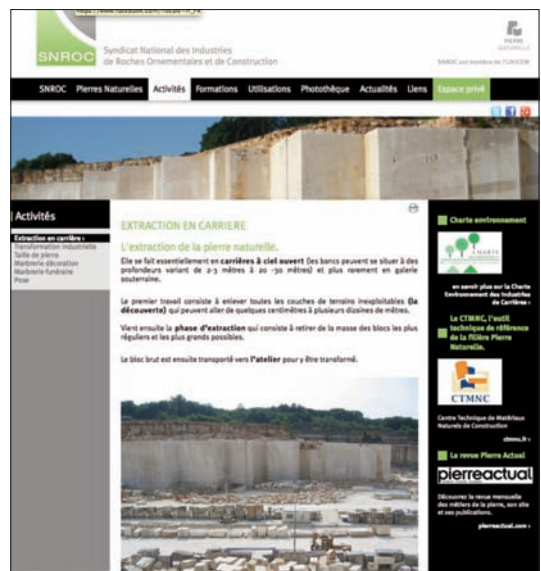 SNROC
Syndicat National des Industries
de Roches Ornementales et de Construction
PIERRE
NATURELLE
SNROC est membre de l'UNICEM
SNROC Pierres Naturelles Activités Formations Utilisations Photothèque Actualités Liens Espace privé
Activités
Extraction en carrière ›
Transformation industrielle
Taille de pierre
Marbrerie décoration
Marbrerie funéraire
Pose
EXTRACTION EN CARRIERE
L'extraction de la pierre naturelle.
Elle se fait essentiellement en carrières à ciel ouvert (les bancs peuvent se situer à des
profondeurs variant de 2-3 mètres à 20 -30 mètres) et plus rarement en galerie
souterraine.
Le premier travail consiste à enlever toutes les couches de terrains inexploitables (la
découverte) qui peuvent aller de quelques centimètres à plusieurs dizaines de mètres.
Vient ensuite la phase d'extraction qui consiste à retirer de la masse des blocs les plus
réguliers et les plus grands possibles.
Le bloc brut est ensuite transporté vers l'atelier pour y être transformé.
Charte environnement
CHARTE
en savoir plus sur la Charte
Environnement des Industries
de Carrières ›
Le CTMNC, l'outil
technique de référence
de la filière Pierre
Naturelle.
CTMNC
Centre Technique de Matériaux
Naturels de Construction
ctmnc.fr ›
La revue Pierre Actual
pierreactual
Découvrez la revue mensuelle
des métiers de la pierre, son site
et ses publications.
pierreactual.com ›